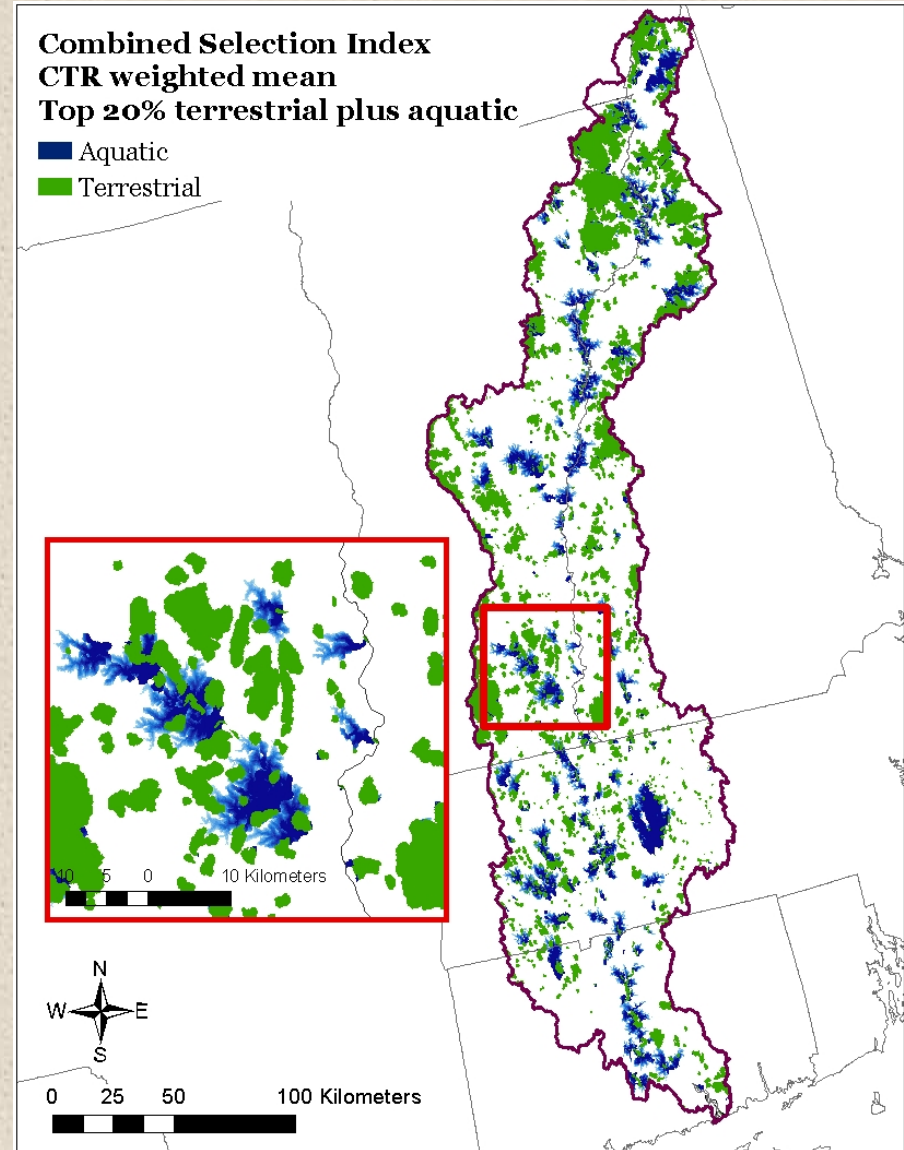 Combined Selection Index
CTR weighted mean
Top 20% terrestrial plus aquatic
Aquatic
Terrestrial
10 5 0 10 Kilometers
N
W E
S
0 25 50 100 Kilometers